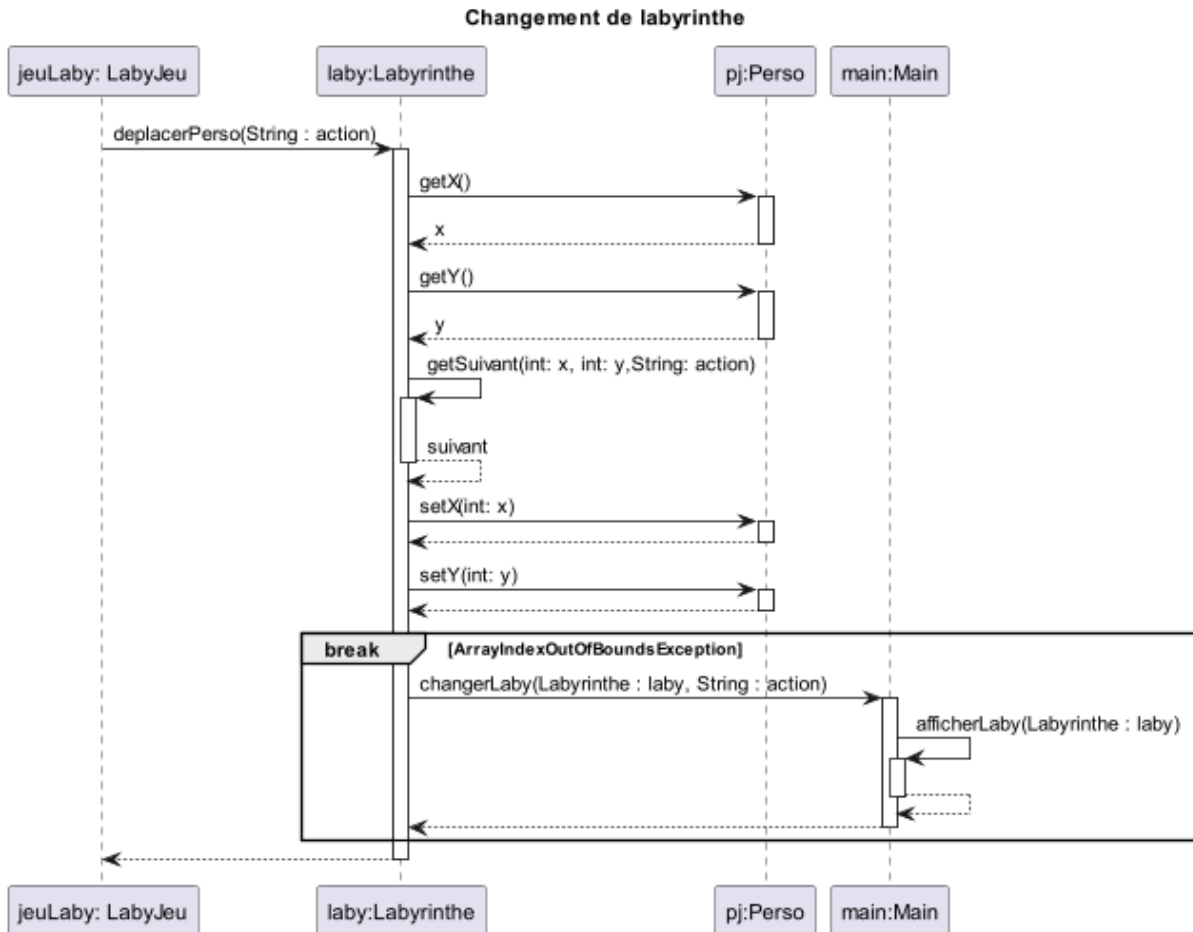 Changement de labyrinthe
jeuLaby: LabyJeu
laby:Labyrinthe
pj:Perso
main:Main
deplacerPerso(String : action)
getX()
x
getY()
y
getSuivant(int: x, int: y,String: action)
suivant
setX(int: x)
setY(int: y)
break
[ArrayIndexOutOfBoundsException]
changerLaby(Labyrinthe : laby, String : action)
afficherLaby(Labyrinthe : laby)
jeuLaby: LabyJeu
laby:Labyrinthe
pj:Perso
main:Main